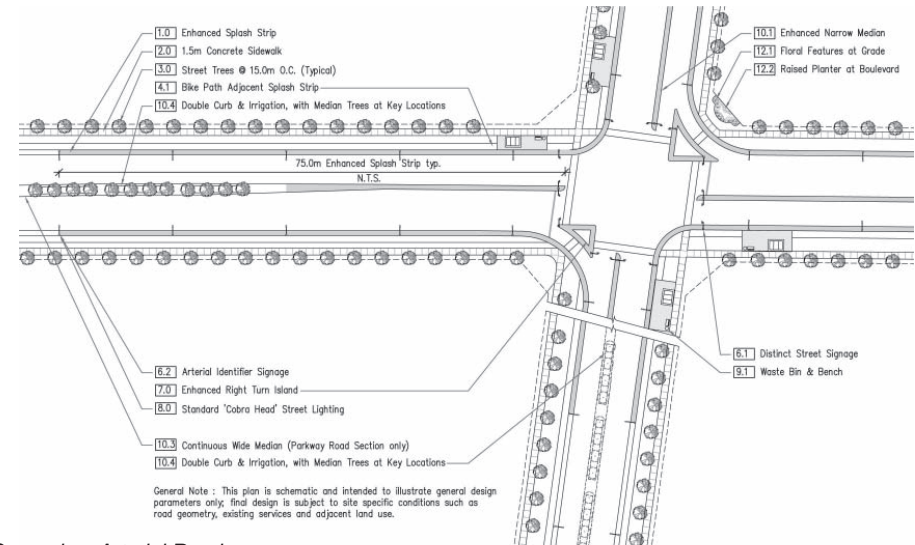 1.0 Enhanced Splash Strip
2.0 1.5m Concrete Sidewalk
3.0 Street Trees @ 15.0m O.C. (Typical)
4.1 Bike Path Adjacent Splash Strip
10.4 Double Curb & Irrigation, with Median Trees at Key Locations
10.1 Enhanced Narrow Median
12.1 Floral Features at Grade
12.2 Raised Planter at Boulevard
75.0m Enhanced Splash Strip typ.
N.T.S.
6.2 Arterial Identifier Signage
7.0 Enhanced Right Turn Island
8.0 Standard 'Cobra Head' Street Lighting
6.1 Distinct Street Signage
9.1 Waste Bin & Bench
10.3 Continuous Wide Median (Parkway Road Section only)
10.4 Double Curb & Irrigation, with Median Trees at Key Locations
General Note : This plan is schematic and intended to illustrate general design
parameters only; final design is subject to site specific conditions such as
road geometry, existing services and adjacent land use.